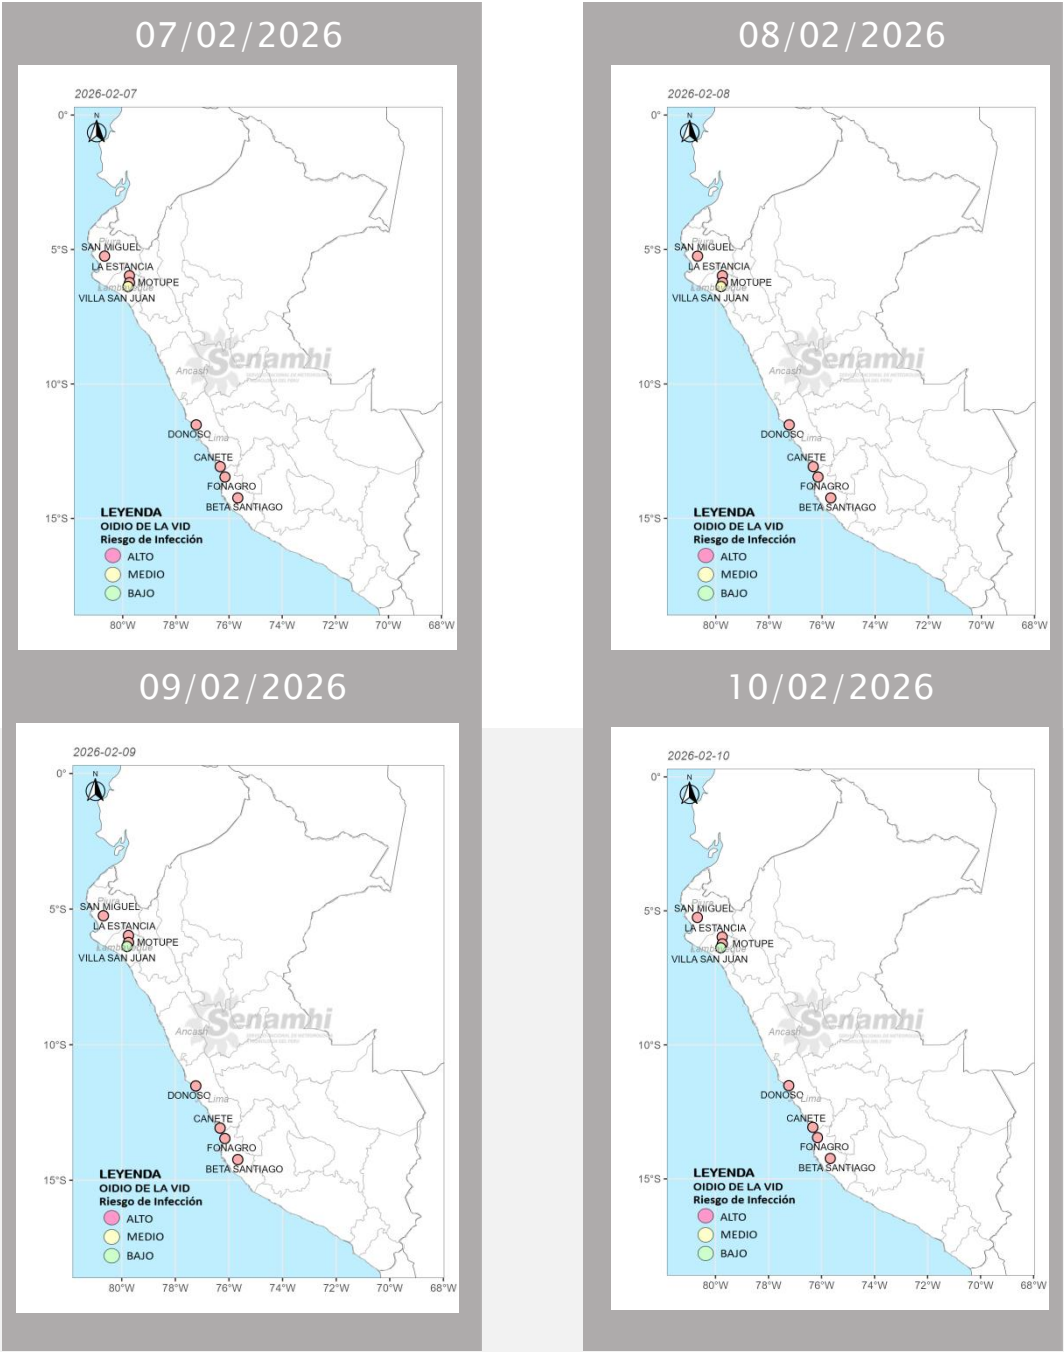 07/02/2026
2026-02-07
N
0°
Piura
SAN MIGUEL
5°S
LA ESTANCIA
MOTUPE
Lambayeque
VILLA SAN JUAN
Senamhi
Ancash
10°S
DONOSO
Lima
CANETE
FONAGRO
BETA SANTIAGO
LEYENDA
15°S
OIDIO DE LA VID
Riesgo de Infección
ALTO
MEDIO
BAJO
80°W 78°W 76°W 74°W 72°W 70°W 68°W
08/02/2026
2026-02-08
N
0°
Piura
SAN MIGUEL
5°S
LA ESTANCIA
MOTUPE
Lambayeque
VILLA SAN JUAN
Senamhi
Ancash
10°S
DONOSO
Lima
CANETE
FONAGRO
BETA SANTIAGO
LEYENDA
15°S
OIDIO DE LA VID
Riesgo de Infección
ALTO
MEDIO
BAJO
80°W 78°W 76°W 74°W 72°W 70°W 68°W
09/02/2026
2026-02-09
N
0°
Piura
SAN MIGUEL
5°S
LA ESTANCIA
MOTUPE
Lambayeque
VILLA SAN JUAN
Senamhi
Ancash
10°S
DONOSO
Lima
CANETE
FONAGRO
BETA SANTIAGO
LEYENDA
15°S
OIDIO DE LA VID
Riesgo de Infección
ALTO
MEDIO
BAJO
80°W 78°W 76°W 74°W 72°W 70°W 68°W
10/02/2026
2026-02-10
N
0°
Piura
SAN MIGUEL
5°S
LA ESTANCIA
MOTUPE
Lambayeque
VILLA SAN JUAN
Senamhi
Ancash
10°S
DONOSO
Lima
CANETE
FONAGRO
BETA SANTIAGO
LEYENDA
15°S
OIDIO DE LA VID
Riesgo de Infección
ALTO
MEDIO
BAJO
80°W 78°W 76°W 74°W 72°W 70°W 68°W